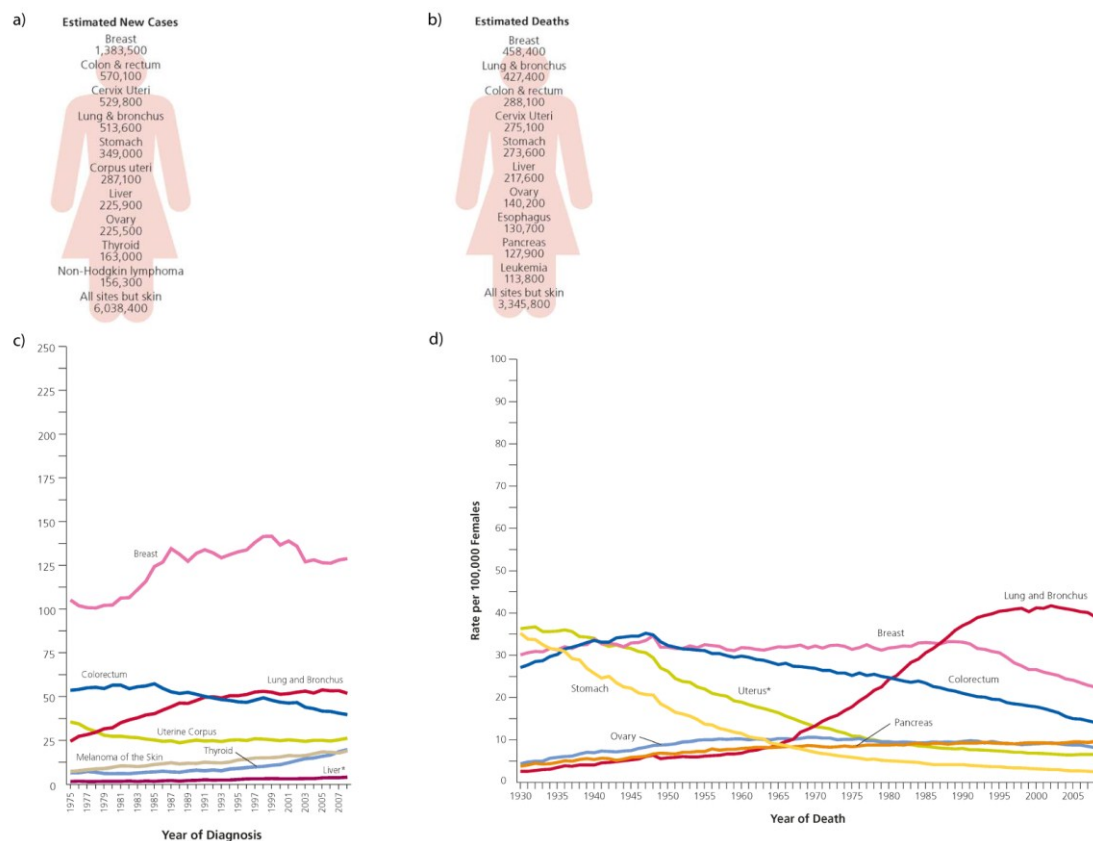 a)
Estimated New Cases
Breast
1,383,500
Colon & rectum
570,100
Cervix Uteri
529,800
Lung & bronchus
513,600
Stomach
349,000
Corpus uteri
287,100
Liver
225,900
Ovary
225,500
Thyroid
163,000
Non-Hodgkin lymphoma
156,300
All sites but skin
6,038,400
b)
Estimated Deaths
Breast
458,400
Lung & bronchus
427,400
Colon & rectum
288,100
Cervix Uteri
275,100
Stomach
273,600
Liver
217,600
Ovary
140,200
Esophagus
130,700
Pancreas
127,900
Leukemia
113,800
All sites but skin
3,345,800
c)
250
225
200
175
150
125
100
75
50
25
0
Breast
Colorectum
Lung and Bronchus
Uterine Corpus
Melanoma of the Skin
Thyroid
Liver*
1975
1977
1979
1981
1983
1985
1987
1989
1991
1993
1995
1997
1999
2001
2003
2005
2007
Year of Diagnosis
d)
Rate per 100,000 Females
100
90
80
70
60
50
40
30
20
10
0
Lung and Bronchus
Breast
Colorectum
Uterus*
Stomach
Pancreas
Ovary
1930
1935
1940
1945
1950
1955
1960
1965
1970
1975
1980
1985
1990
1995
2000
2005
Year of Death